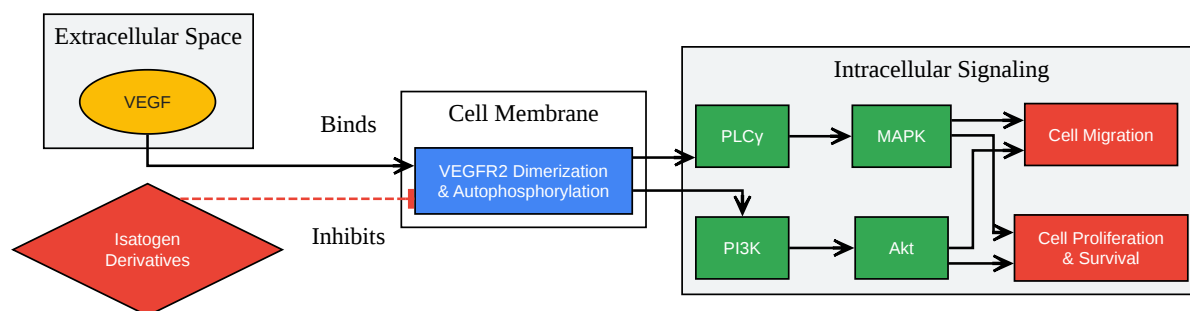 Extracellular Space
VEGF
Binds
Cell Membrane
VEGFR2 Dimerization
& Autophosphorylation
Inhibits
Isatogen
Derivatives
Intracellular Signaling
PLCγ
MAPK
Cell Migration
PI3K
Akt
Cell Proliferation
& Survival